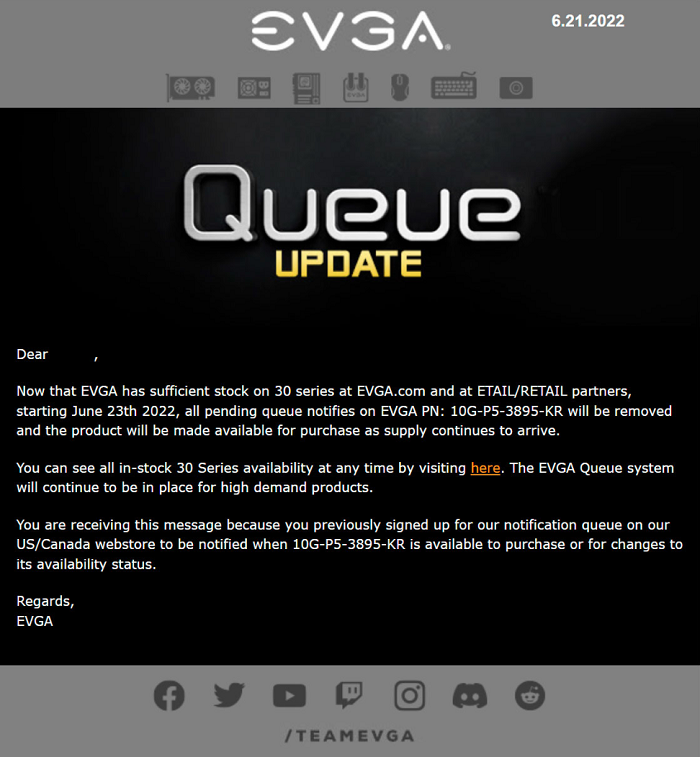 EVGA
6.21.2022
Queue
UPDATE
Dear ,
Now that EVGA has sufficient stock on 30 series at EVGA.com and at ETAIL/RETAIL partners,
starting June 23th 2022, all pending queue notifies on EVGA PN: 10G-P5-3895-KR will be removed
and the product will be made available for purchase as supply continues to arrive.
You can see all in-stock 30 Series availability at any time by visiting here. The EVGA Queue system
will continue to be in place for high demand products.
You are receiving this message because you previously signed up for our notification queue on our
US/Canada webstore to be notified when 10G-P5-3895-KR is available to purchase or for changes to
its availability status.
Regards,
EVGA
/TEAMEVGA